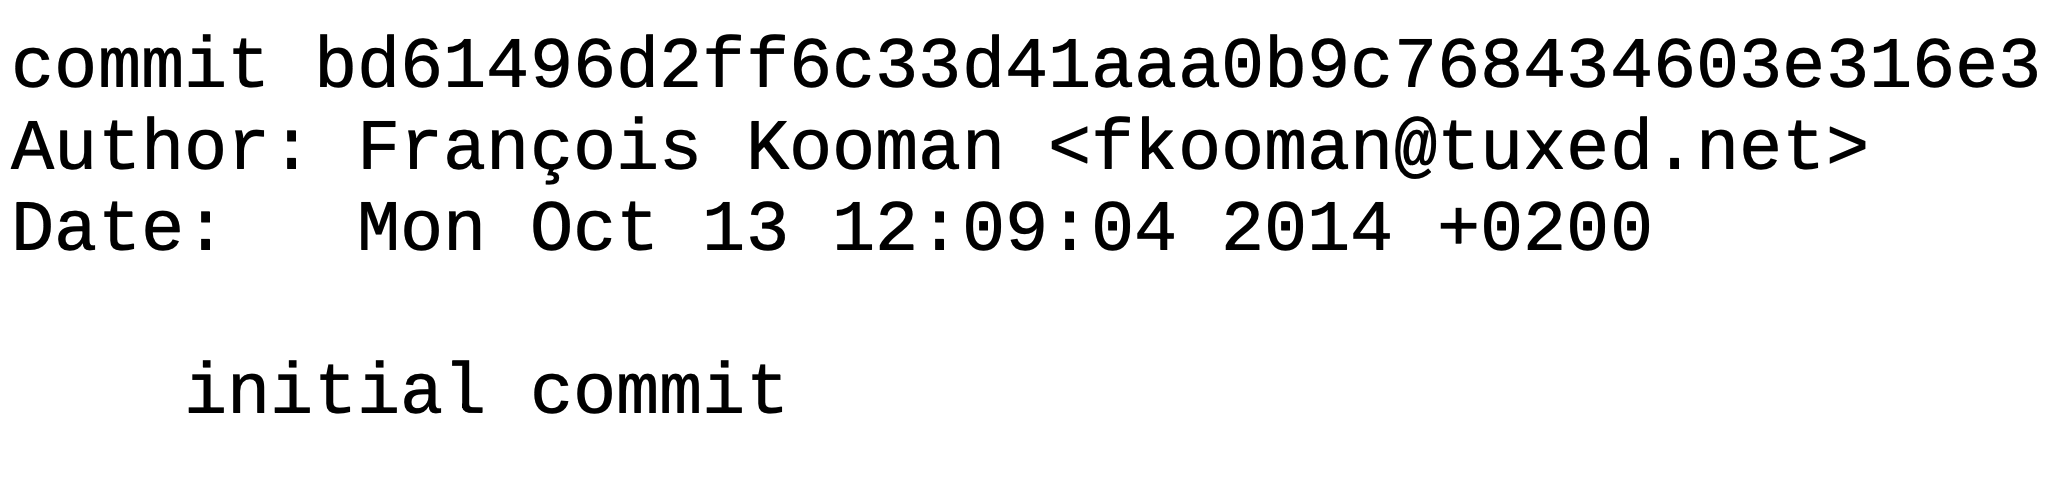 commit bd61496d2ff6c33d41aaa0b9c768434603e316e3
Author: François Kooman <fkooman@tuxed.net>
Date:   Mon Oct 13 12:09:04 2014 +0200

    initial commit